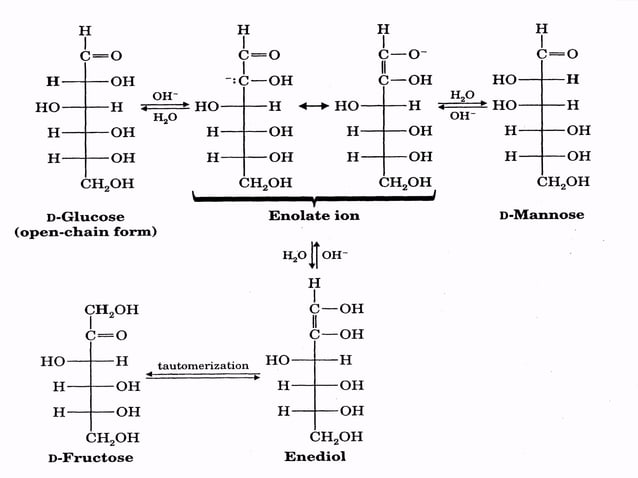 H H H H
C=O C=O C—O⁻ C=O
H OH ⁻:C—OH C—OH HO H
OH⁻ H₂O
HO H HO H HO H HO H
H₂O OH⁻
H OH H OH H OH H OH
H OH H OH H OH H OH
CH₂OH CH₂OH CH₂OH CH₂OH
D-Glucose Enolate ion D-Mannose
(open-chain form)
H₂O OH⁻
H
CH₂OH C—OH
C=O C—OH
HO H tautomerization HO H
H OH H OH
H OH H OH
CH₂OH CH₂OH
D-Fructose Enediol